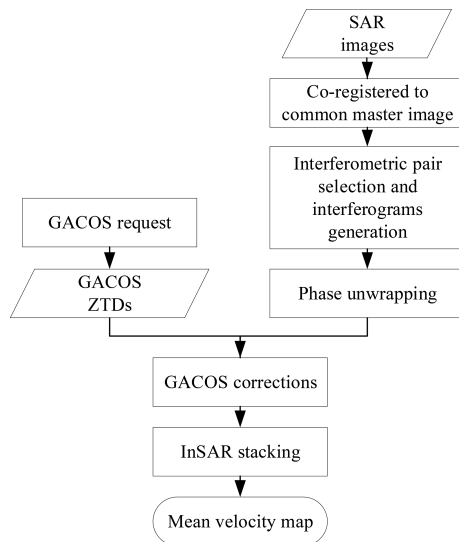 SAR
images
Co-registered to
common master image
Interferometric pair
selection and
interferograms
generation
GACOS request
GACOS
ZTDs
Phase unwrapping
GACOS corrections
InSAR stacking
Mean velocity map